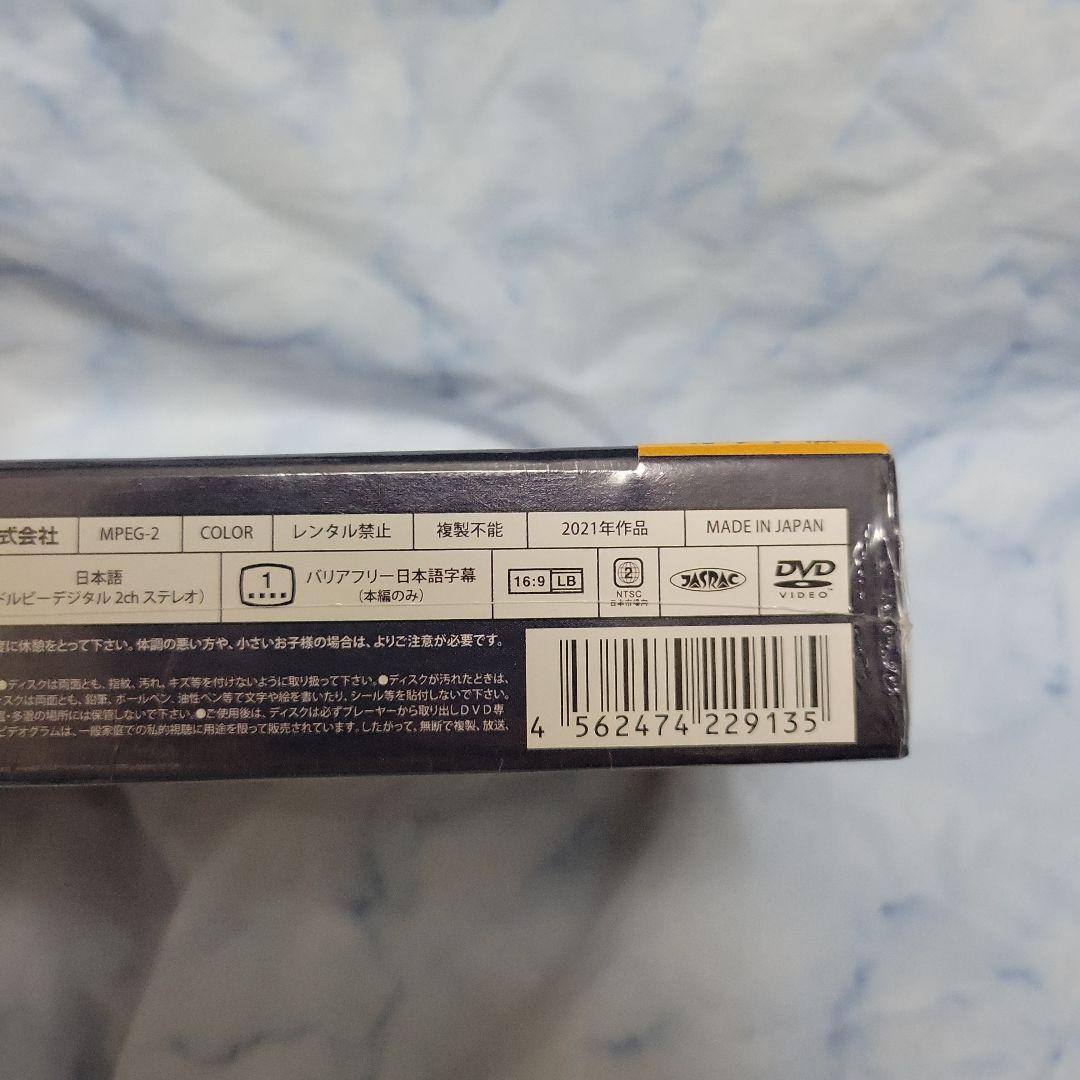 式会社 MPEG-2 COLOR レンタル禁止 複製不能 2021年作品 MADE IN JAPAN
日本語 1 バリアフリー日本語字幕 16:9 LB 2 JASRAC DVD
ドルビーデジタル 2ch ステレオ） （本編のみ） NTSC 日本市場向 VIDEO
に休憩をとって下さい。体調の悪い方や、小さいお子様の場合は、よりご注意が必要です。
●ディスクは両面とも、指紋、汚れ、キズ等を付けないように取り扱って下さい。●ディスクが汚れたときは、
スクは両面とも、鉛筆、ボールペン、油性ペン等で文字や絵を書いたり、シール等を貼付しないで下さい。
・多湿の場所には保管しないで下さい。●ご使用後は、ディスクは必ずプレーヤーから取り出しDVD専
ビデオグラムは、一般家庭での私的視聴に用途を限って販売されています。したがって、無断で複製、放送、
4 562474 229135